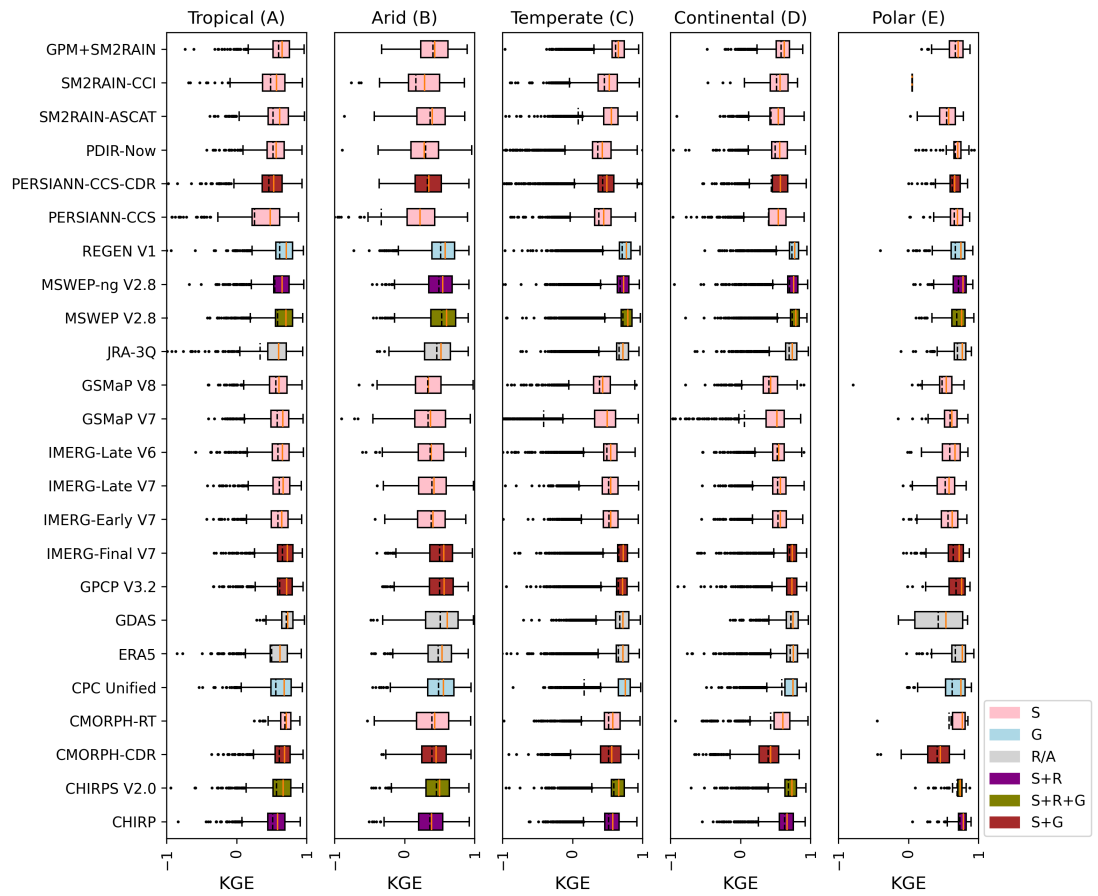 Tropical (A) Arid (B) Temperate (C) Continental (D) Polar (E)
GPM+SM2RAIN
SM2RAIN-CCI
SM2RAIN-ASCAT
PDIR-Now
PERSIANN-CCS-CDR
PERSIANN-CCS
REGEN V1
MSWEP-ng V2.8
MSWEP V2.8
JRA-3Q
GSMaP V8
GSMaP V7
IMERG-Late V6
IMERG-Late V7
IMERG-Early V7
IMERG-Final V7
GPCP V3.2
GDAS
ERA5
CPC Unified
CMORPH-RT
CMORPH-CDR
CHIRPS V2.0
CHIRP
S
G
R/A
S+R
S+R+G
S+G
−1 0 1 −1 0 1 −1 0 1 −1 0 1 −1 0 1
KGE KGE KGE KGE KGE